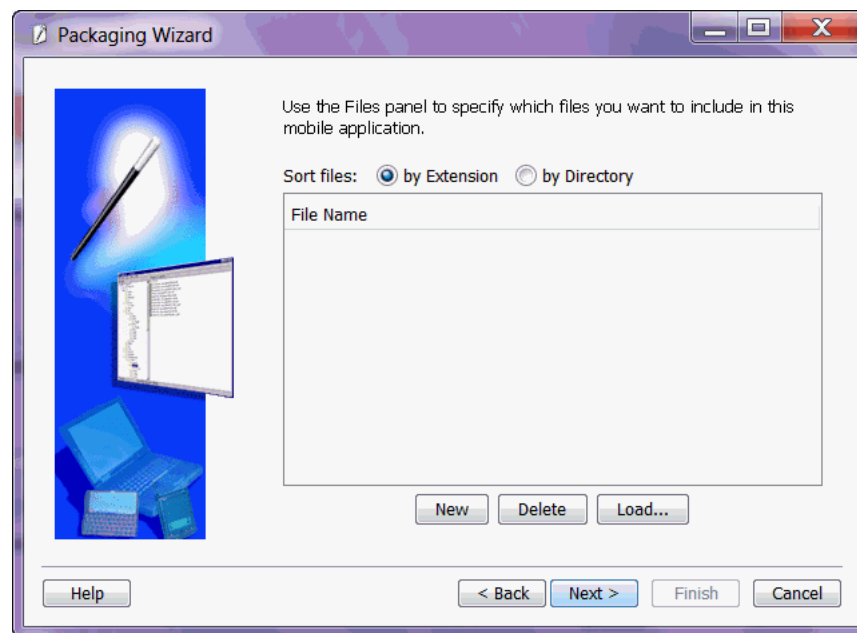 Packaging Wizard
Use the Files panel to specify which files you want to include in this
mobile application.
Sort files: by Extension by Directory
File Name
New Delete Load...
Help < Back Next > Finish Cancel